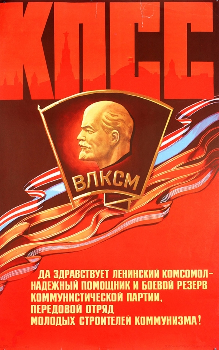 КПСС
ВЛКСМ
ДА ЗДРАВСТВУЕТ ЛЕНИНСКИЙ КОМСОМОЛ-
НАДЕЖНЫЙ ПОМОЩНИК И БОЕВОЙ РЕЗЕРВ
КОММУНИСТИЧЕСКОЙ ПАРТИИ,
ПЕРЕДОВОЙ ОТРЯД
МОЛОДЫХ СТРОИТЕЛЕЙ КОММУНИЗМА!